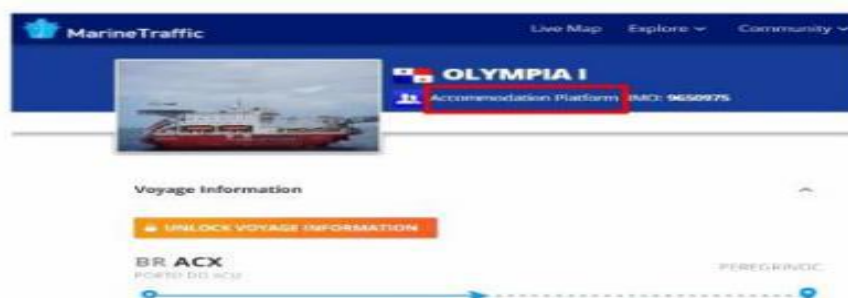 MarineTraffic
Live Map Explore Community
OLYMPIA I
Accommodation Platform IMO: 9650975
Voyage Information
UNLOCK VOYAGE INFORMATION
BR ACX
PORTO DO ACU